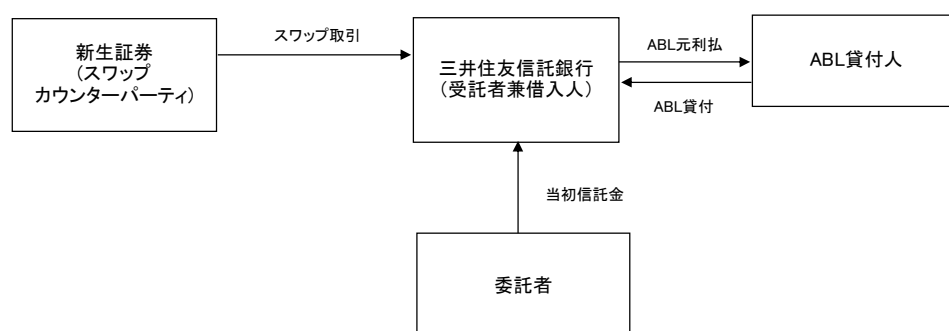 新生証券
(スワップ
カウンターパーティ)
スワップ取引
三井住友信託銀行
(受託者兼借入人)
ABL元利払
ABL貸付
ABL貸付人
当初信託金
委託者